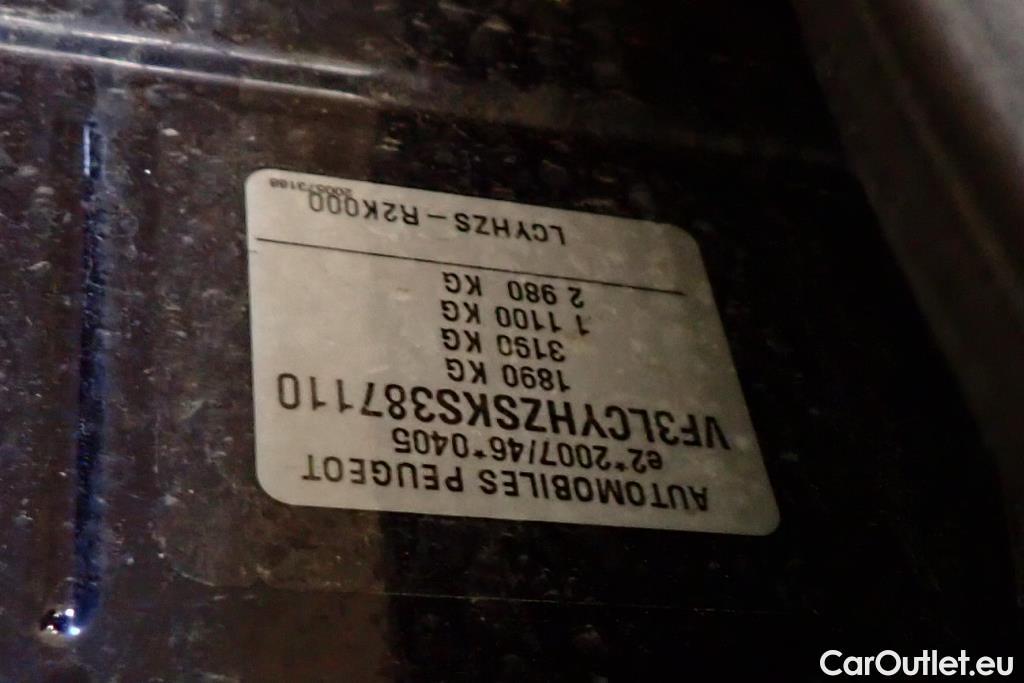 AUTOMOBILES PEUGEOT
e2*2007/46*0405
VF3LCYHZSKS387110
1890 KG
3190 KG
1 1100 KG
2 980 KG
LCYHZS - R2K000
CarOutlet.eu